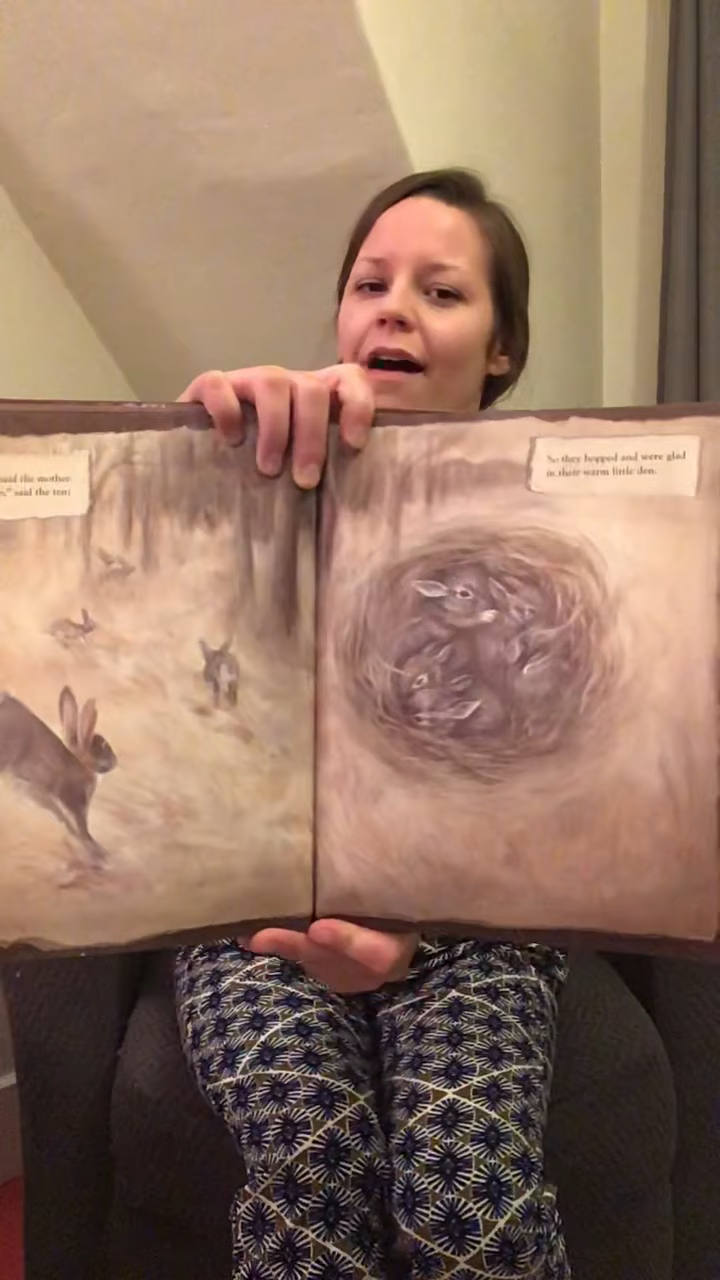 said the mother
," said the ten;
So they hopped and were glad
in their warm little den.